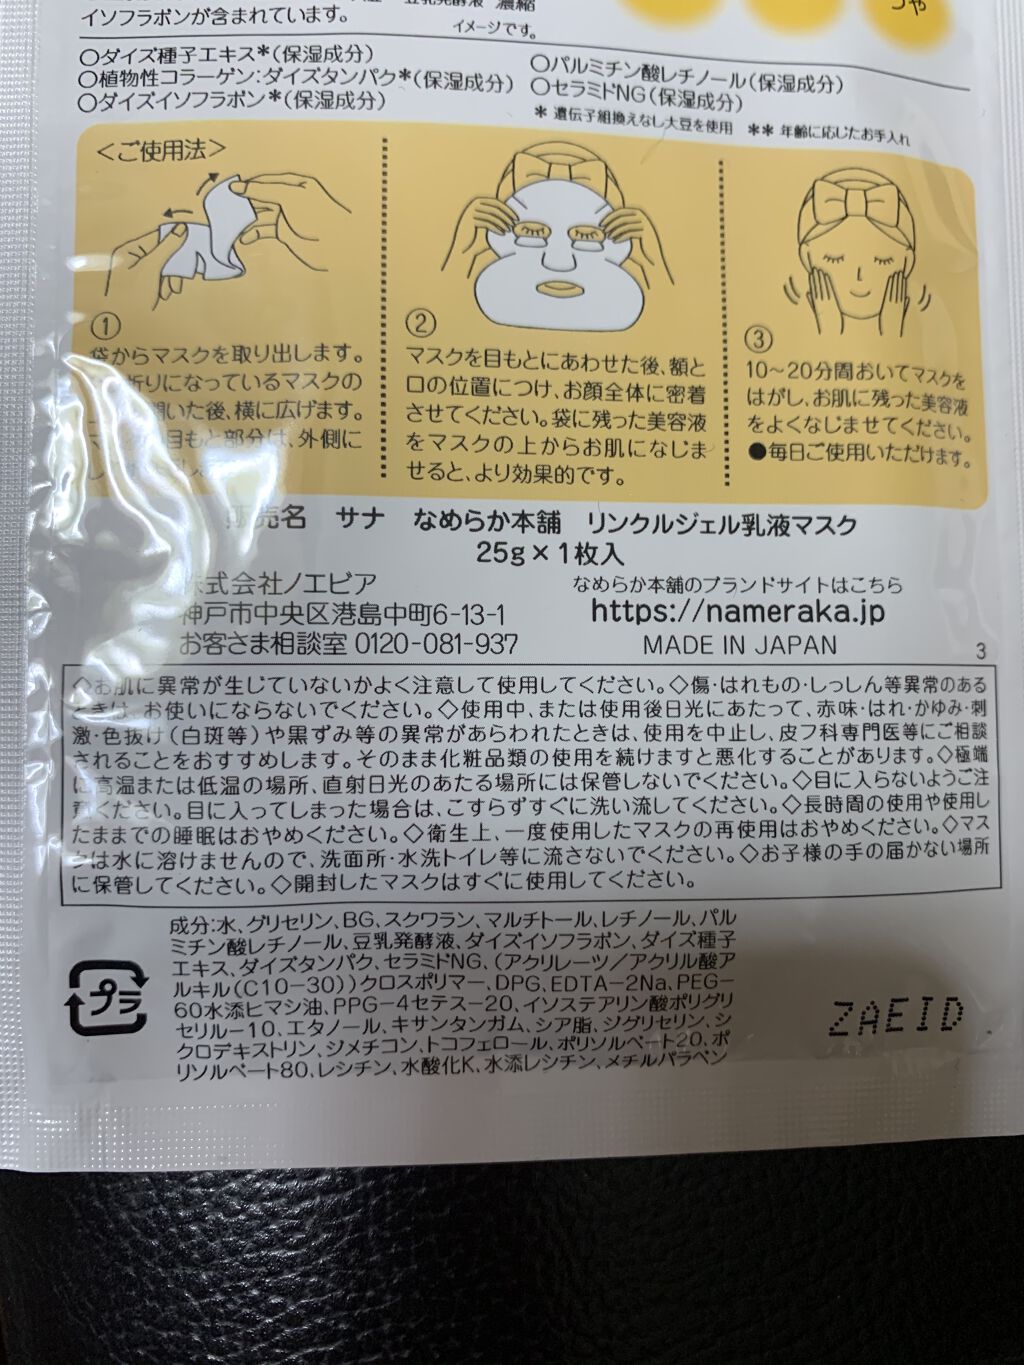 豆乳発酵液 濃縮
イソフラボンが含まれています。
つや
イメージです。
○ダイズ種子エキス*(保湿成分)
○植物性コラーゲン:ダイズタンパク*(保湿成分)
○ダイズイソフラボン*(保湿成分)
○パルミチン酸レチノール(保湿成分)
○セラミドNG(保湿成分)
* 遺伝子組換えなし大豆を使用 ** 年齢に応じたお手入れ
<ご使用法>
①
袋からマスクを取り出します。
折りになっているマスクの
開いた後、横に広げます。
目もと部分は、外側に
②
マスクを目もとにあわせた後、額と
口の位置につけ、お顔全体に密着
させてください。袋に残った美容液
をマスクの上からお肌になじま
せると、より効果的です。
③
10〜20分間おいてマスクを
はがし、お肌に残った美容液
をよくなじませてください。
●毎日ご使用いただけます。
販売名 サナ なめらか本舗 リンクルジェル乳液マスク
25g×1枚入
株式会社ノエビア
神戸市中央区港島中町6-13-1
お客さま相談室 0120-081-937
なめらか本舗のブランドサイトはこちら
https://nameraka.jp
MADE IN JAPAN
3
◇お肌に異常が生じていないかよく注意して使用してください。◇傷・はれもの・しっしん等異常のある
ときは、お使いにならないでください。◇使用中、または使用後日光にあたって、赤味・はれ・かゆみ・刺
激・色抜け(白斑等)や黒ずみ等の異常があらわれたときは、使用を中止し、皮フ科専門医等にご相談
されることをおすすめします。そのまま化粧品類の使用を続けますと悪化することがあります。◇極端
に高温または低温の場所、直射日光のあたる場所には保管しないでください。◇目に入らないようご注
意ください。目に入ってしまった場合は、こすらずすぐに洗い流してください。◇長時間の使用や使用し
たままでの睡眠はおやめください。◇衛生上、一度使用したマスクの再使用はおやめください。◇マス
クは水に溶けませんので、洗面所・水洗トイレ等に流さないでください。◇お子様の手の届かない場所
に保管してください。◇開封したマスクはすぐに使用してください。
成分:水、グリセリン、BG、スクワラン、マルチトール、レチノール、パル
ミチン酸レチノール、豆乳発酵液、ダイズイソフラボン、ダイズ種子
エキス、ダイズタンパク、セラミドNG、(アクリレーツ/アクリル酸ア
ルキル(C10-30))クロスポリマー、DPG、EDTA-2Na、PEG-
60水添ヒマシ油、PPG-4セテス-20、イソステアリン酸ポリグリ
セリル-10、エタノール、キサンタンガム、シア脂、ジグリセリン、シ
クロデキストリン、ジメチコン、トコフェロール、ポリソルベート20、ポ
リソルベート80、レシチン、水酸化K、水添レシチン、メチルパラベン
プラ
ZAEID